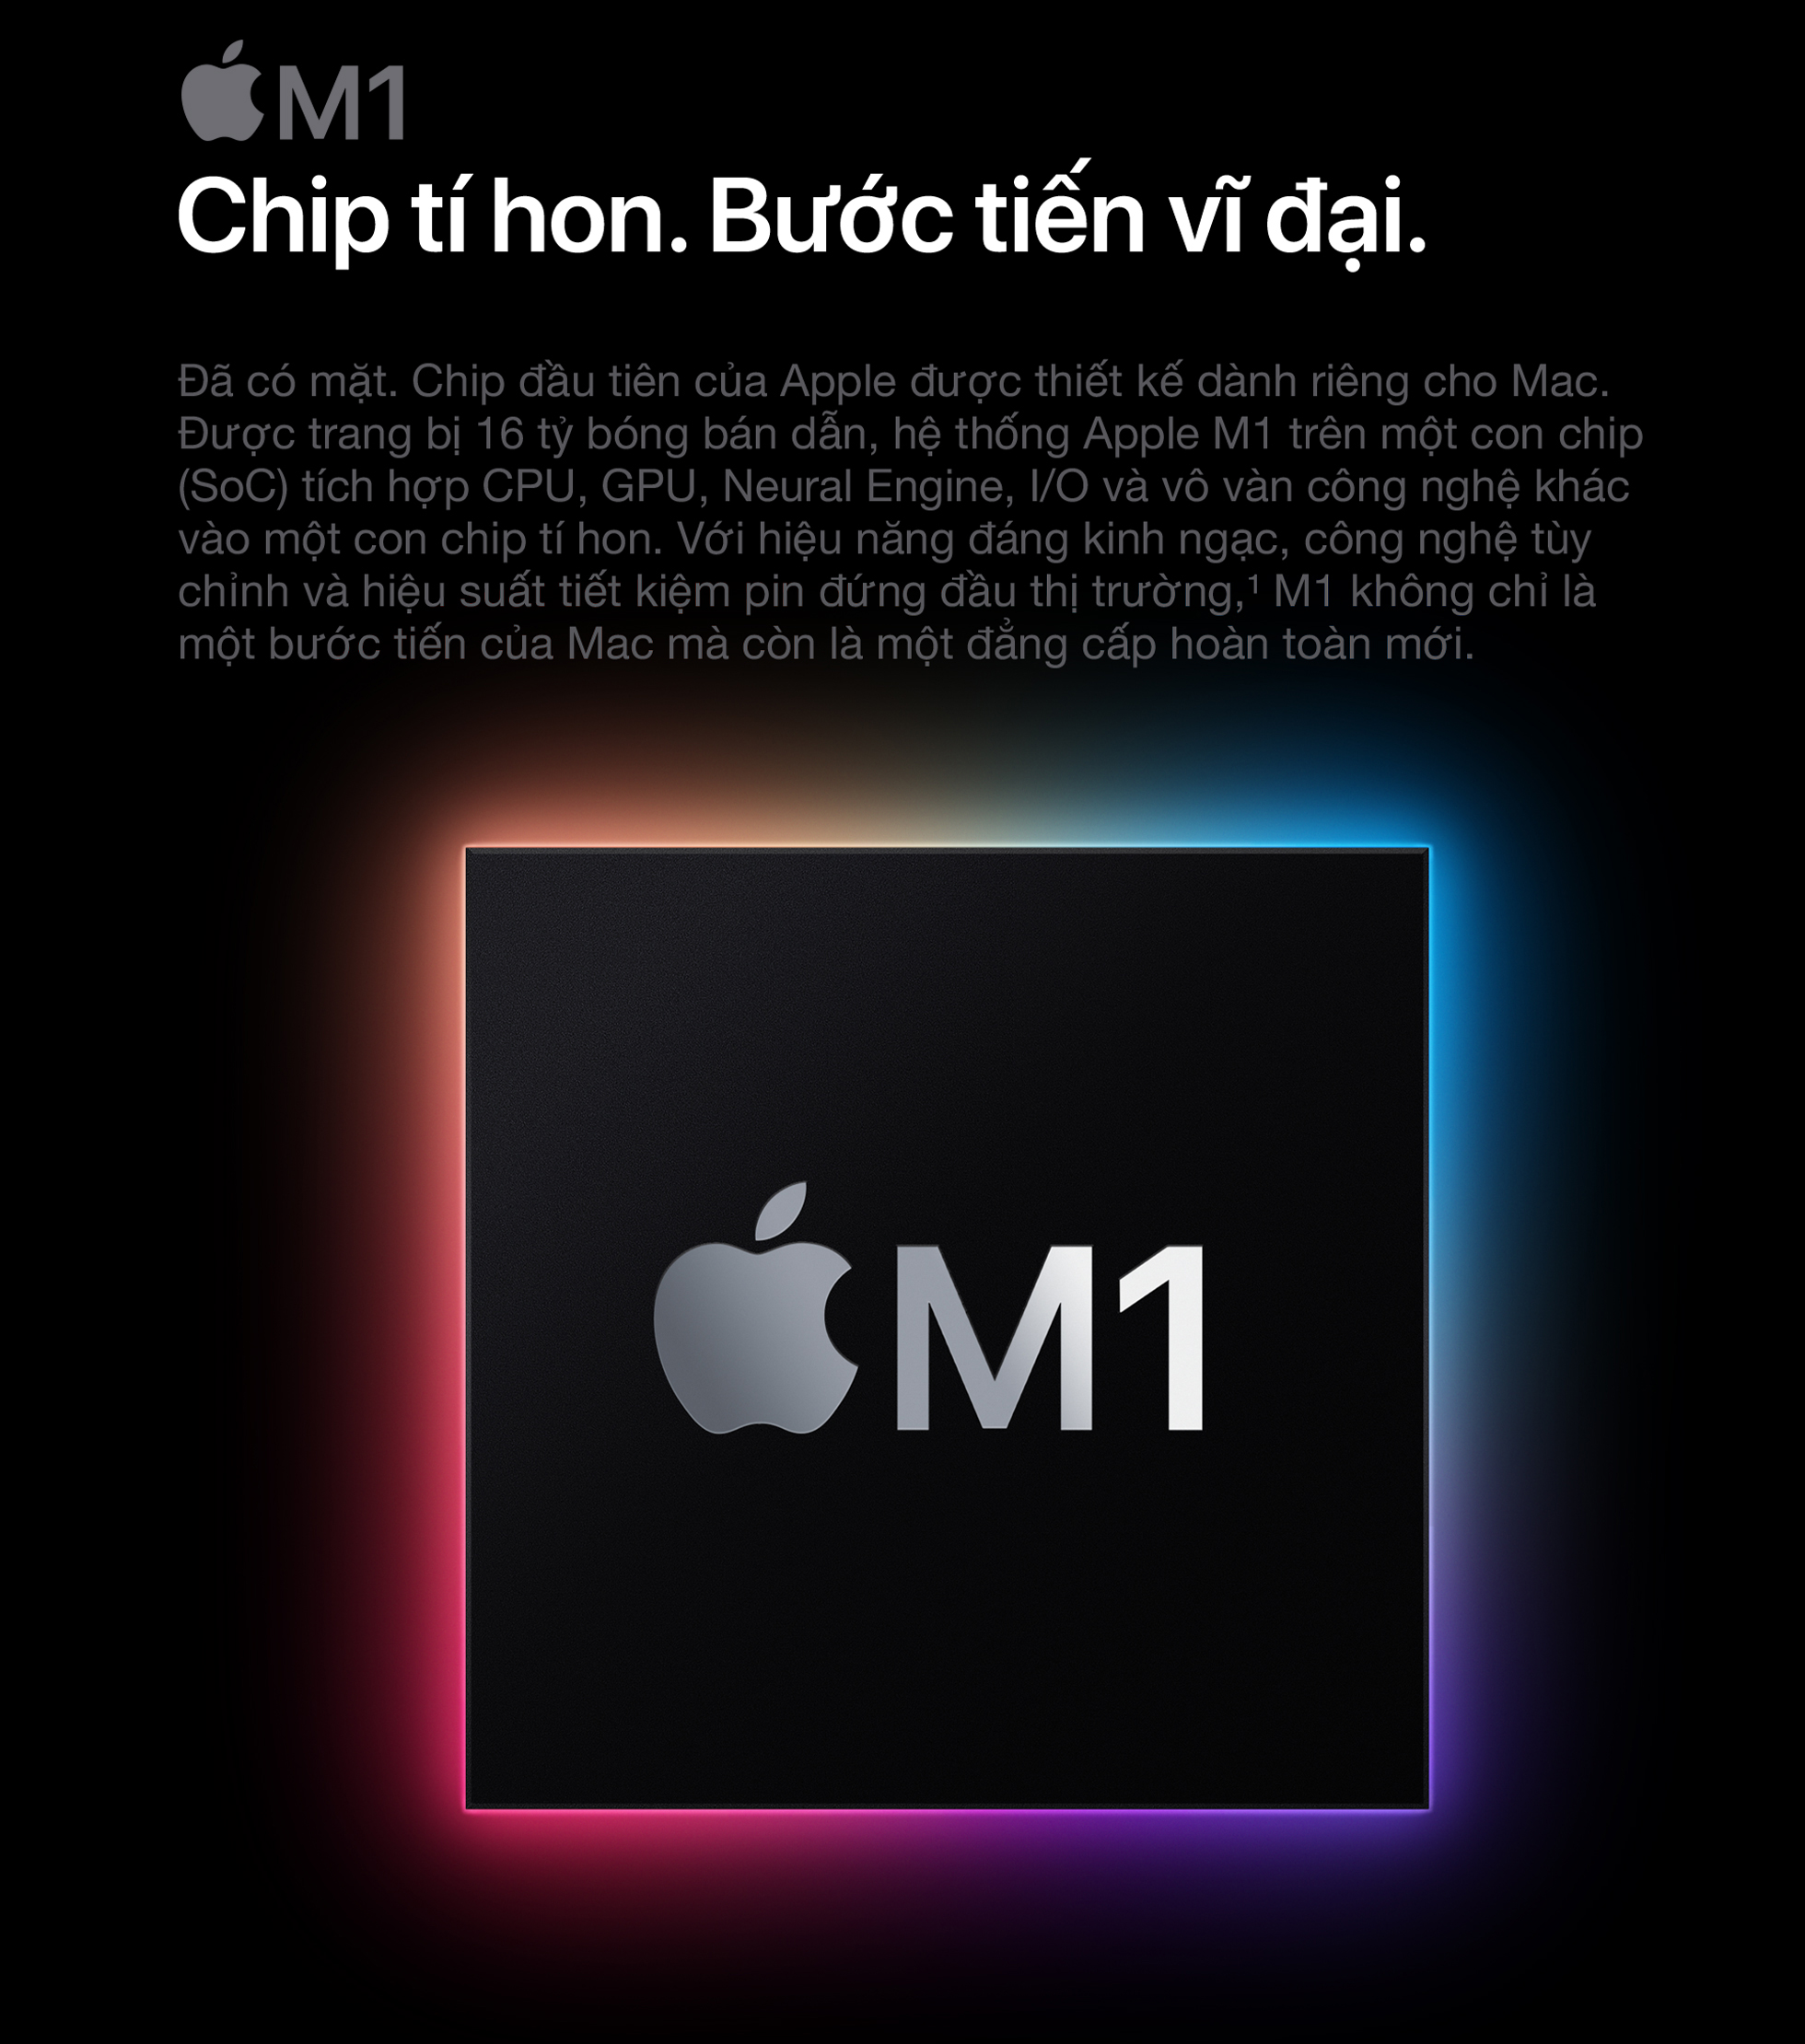 M1
Chip tí hon. Bước tiến vĩ đại.
Đã có mặt. Chip đầu tiên của Apple được thiết kế dành riêng cho Mac.
Được trang bị 16 tỷ bóng bán dẫn, hệ thống Apple M1 trên một con chip
(SoC) tích hợp CPU, GPU, Neural Engine, I/O và vô vàn công nghệ khác
vào một con chip tí hon. Với hiệu năng đáng kinh ngạc, công nghệ tùy
chỉnh và hiệu suất tiết kiệm pin đứng đầu thị trường,¹ M1 không chỉ là
một bước tiến của Mac mà còn là một đẳng cấp hoàn toàn mới.
M1